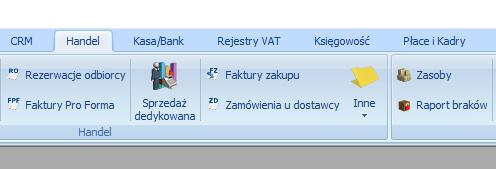 CRM Handel Kasa/Bank Rejestry VAT Księgowość Płace i Kadry
RO Rezerwacje odbiorcy
FPF Faktury Pro Forma
Sprzedaż
dedykowana
FZ Faktury zakupu
ZD Zamówienia u dostawcy
Inne
Zasoby
Raport braków
Handel